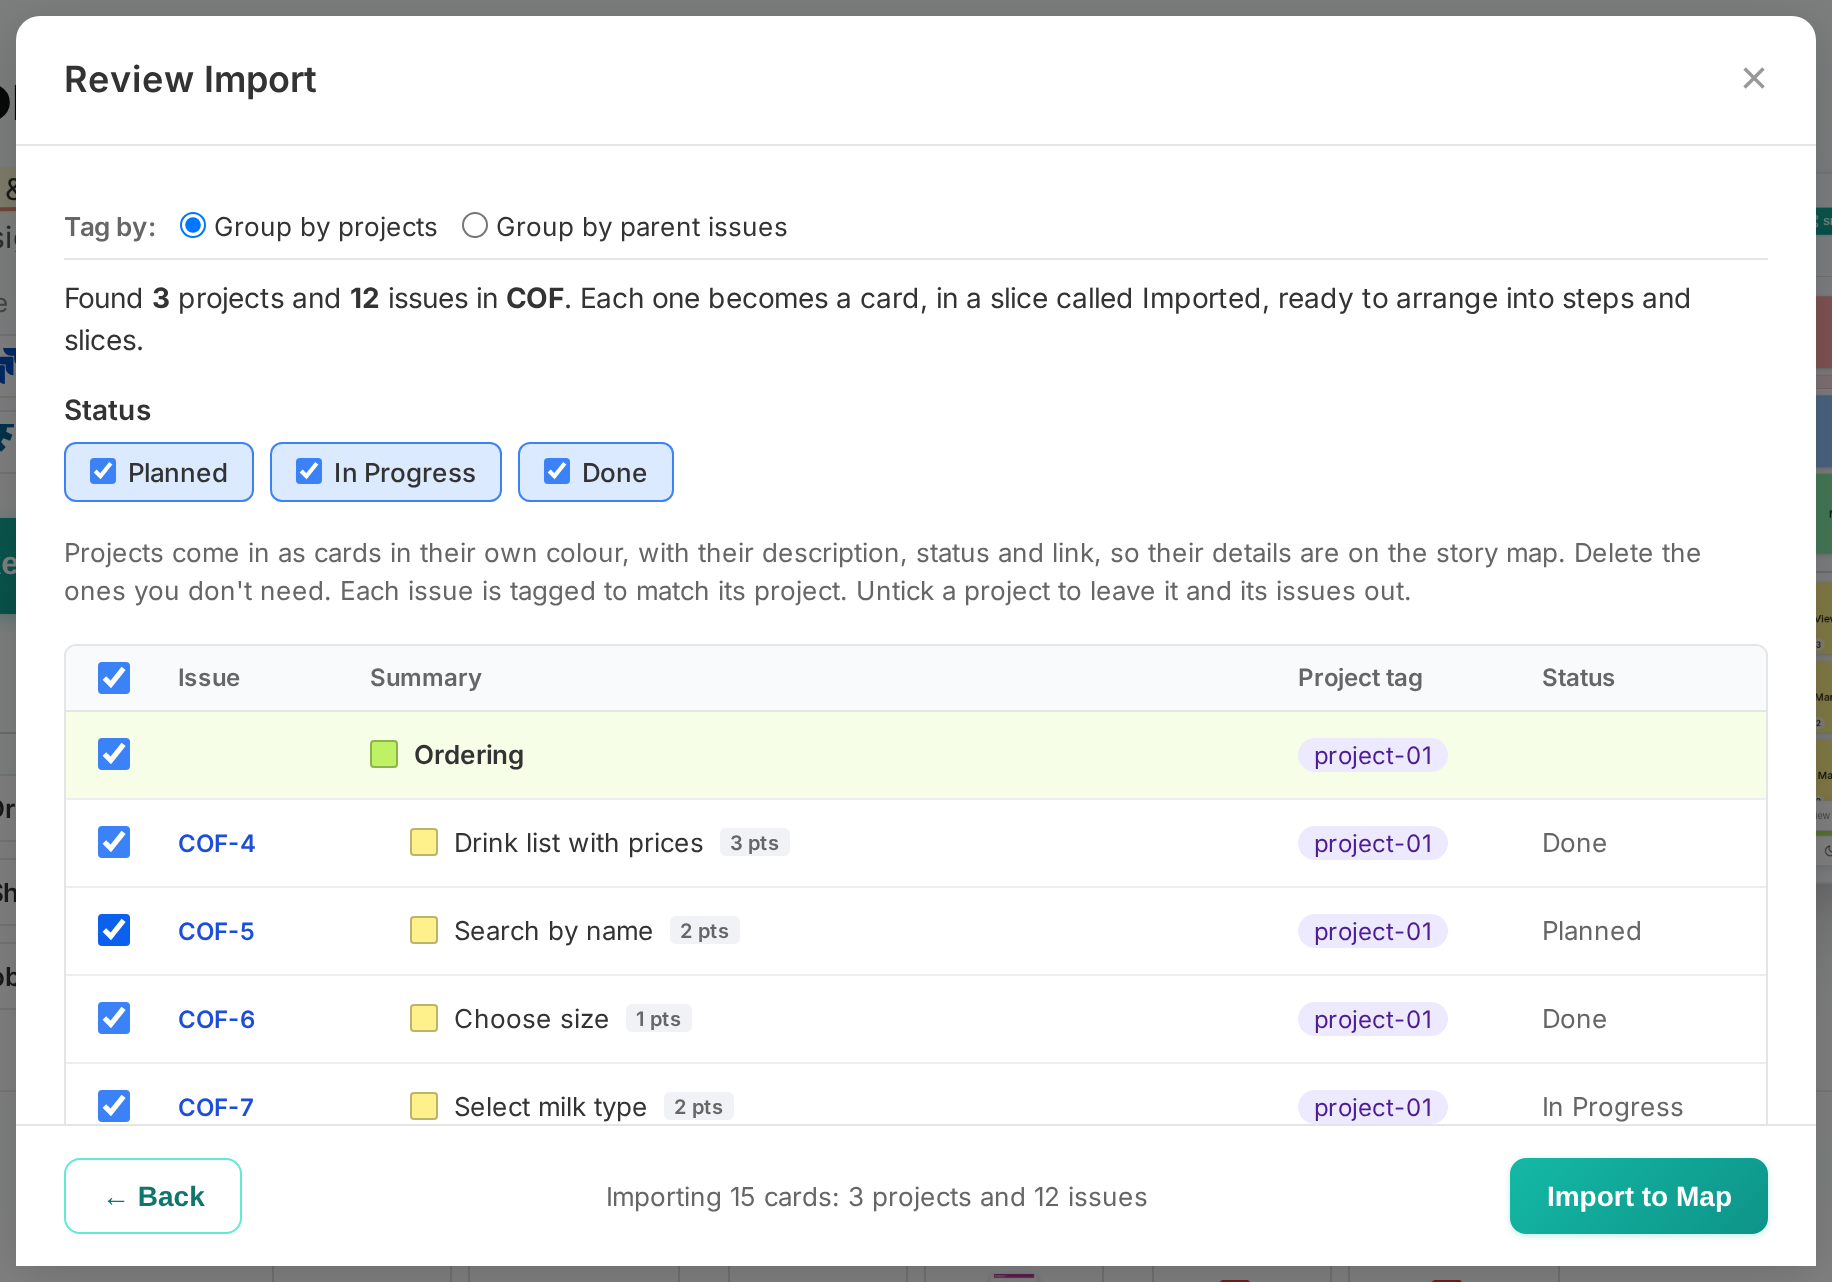 Review Import
Tag by: Group by projects Group by parent issues
Found 3 projects and 12 issues in COF. Each one becomes a card, in a slice called Imported, ready to arrange into steps and
slices.
Status
Planned In Progress Done
Projects come in as cards in their own colour, with their description, status and link, so their details are on the story map. Delete the
ones you don't need. Each issue is tagged to match its project. Untick a project to leave it and its issues out.
Issue Summary Project tag Status
Ordering project-01
COF-4 Drink list with prices 3 pts project-01 Done
COF-5 Search by name 2 pts project-01 Planned
COF-6 Choose size 1 pts project-01 Done
COF-7 Select milk type 2 pts project-01 In Progress
← Back Importing 15 cards: 3 projects and 12 issues Import to Map